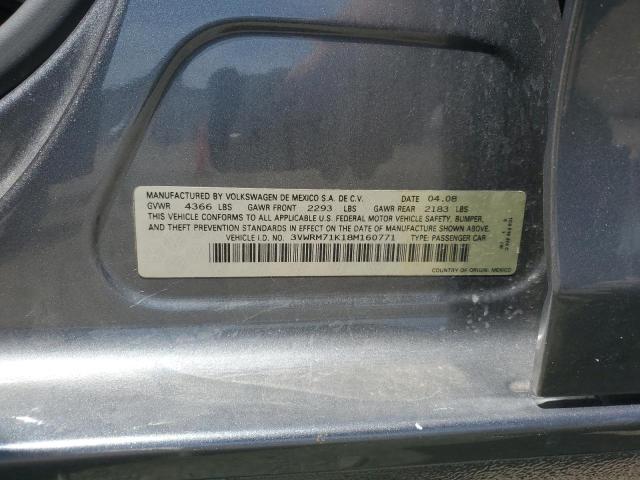 MANUFACTURED BY VOLKSWAGEN DE MEXICO S.A. DE C.V. DATE 04.08
GVWR 4366 LBS GAWR FRONT 2293 LBS GAWR REAR 2183 LBS
THIS VEHICLE CONFORMS TO ALL APPLICABLE U.S. FEDERAL MOTOR VEHICLE SAFETY, BUMPER,
AND THEFT PREVENTION STANDARDS IN EFFECT ON THE DATE OF MANUFACTURE SHOWN ABOVE.
VEHICLE I.D. NO. 3VWRM71K18M160771 TYPE: PASSENGER CAR
COUNTRY OF ORIGIN: MEXICO